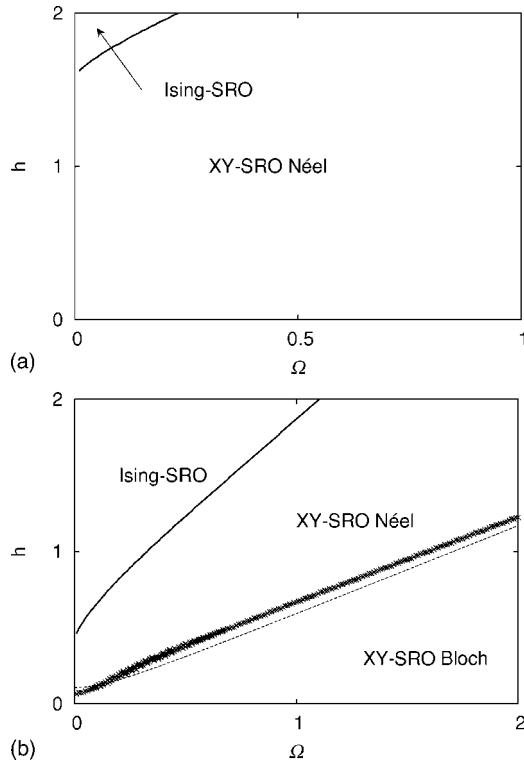 2
Ising-SRO
h
1
XY-SRO Néel
0
0
0.5
1
(a)
Ω
2
Ising-SRO
XY-SRO Néel
h
1
XY-SRO Bloch
0
0
1
2
(b)
Ω